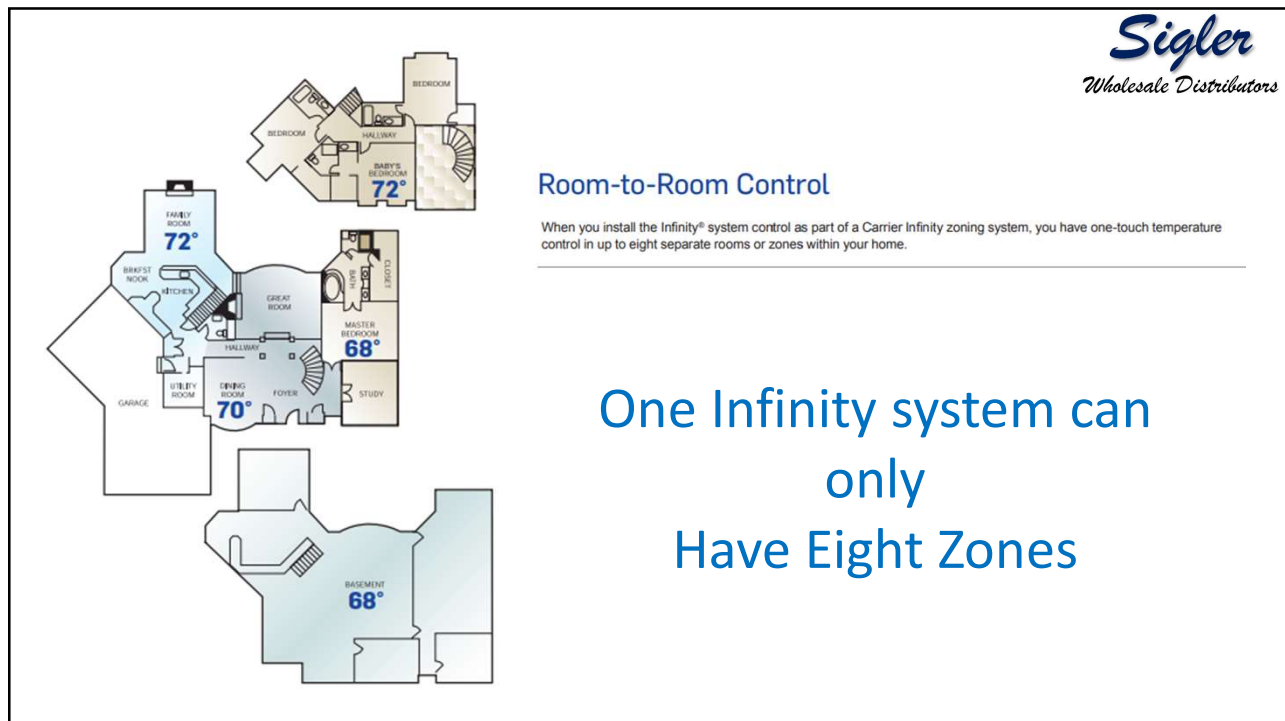 Sigler
Wholesale Distributors
BEDROOM
BEDROOM
HALLWAY
BABY'S
BEDROOM
72°
Room-to-Room Control
When you install the Infinity® system control as part of a Carrier Infinity zoning system, you have one-touch temperature
control in up to eight separate rooms or zones within your home.
FAMILY
ROOM
72°
BRKFST
NOOK
KITCHEN
GREAT
ROOM
BATH
CLOSET
MASTER
BEDROOM
68°
HALLWAY
UTILITY
ROOM
DINING
ROOM
70°
FOYER
STUDY
GARAGE
One Infinity system can
only
Have Eight Zones
BASEMENT
68°